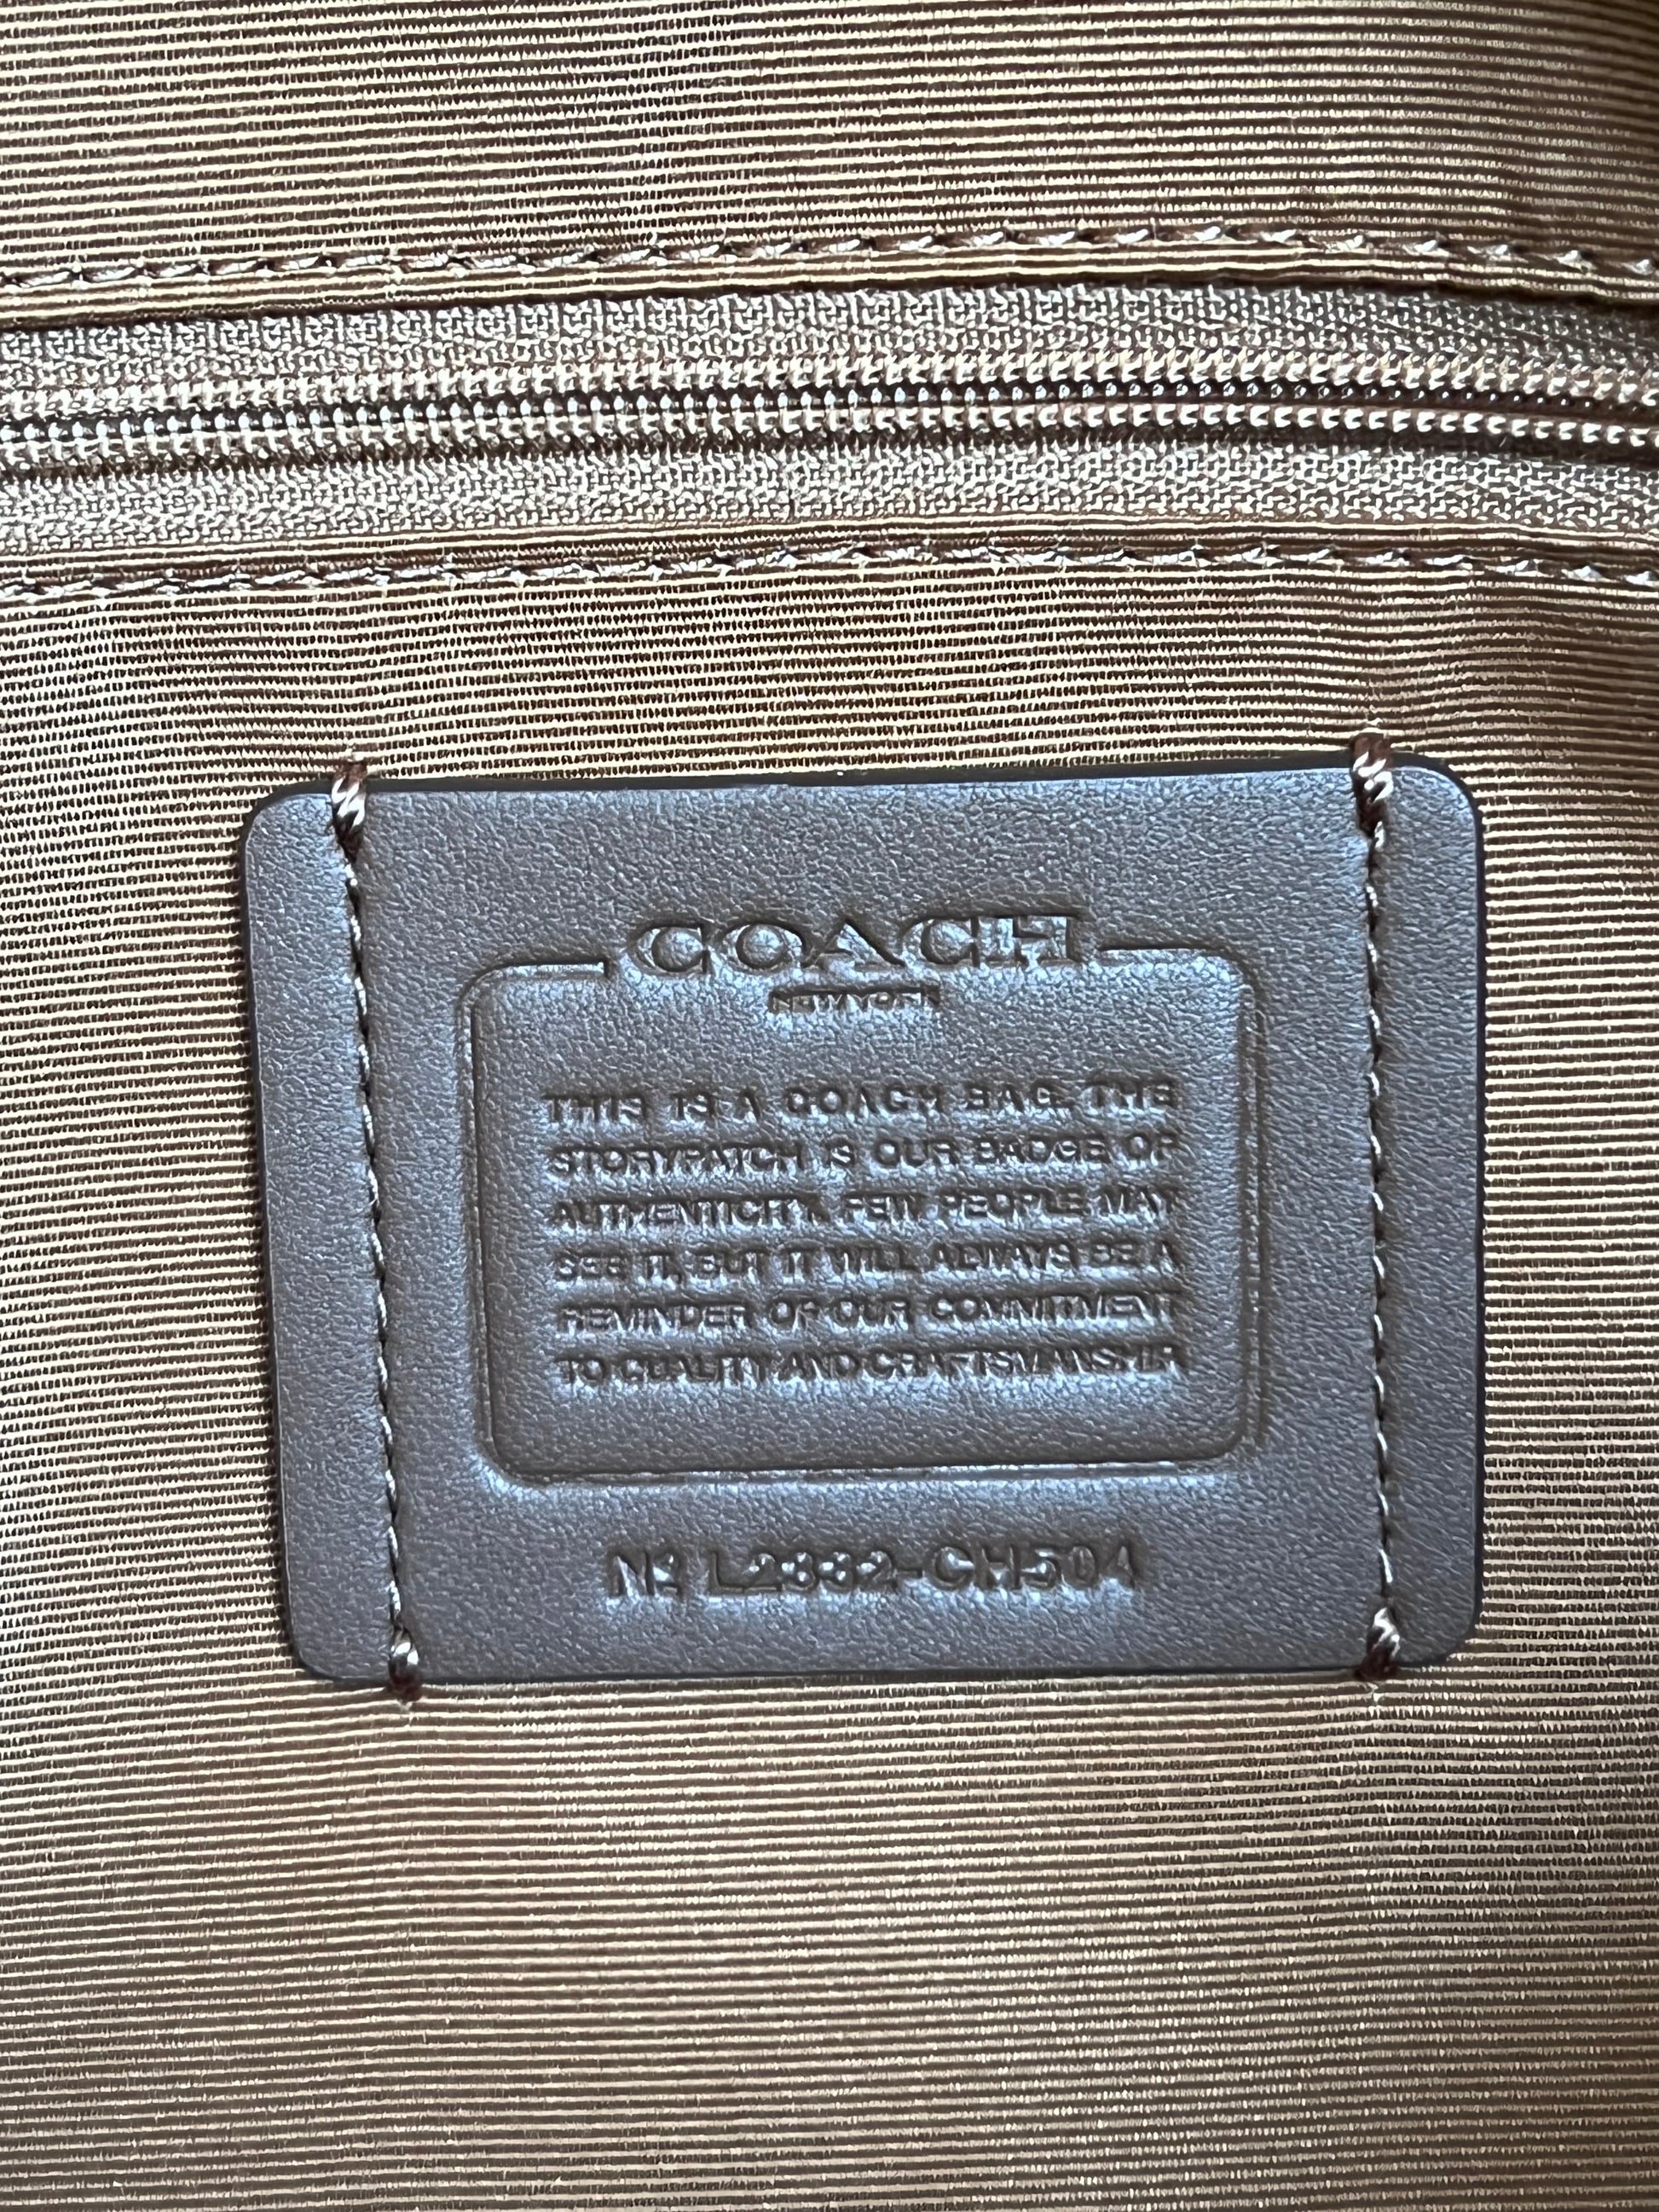 COACH
NEW YORK
THIS IS A COACH BAG. THE
STORYPATCH IS OUR BADGE OF
AUTHENTICITY. FEW PEOPLE MAY
SEE IT, BUT IT WILL ALWAYS BE A
REMINDER OF OUR COMMITMENT
TO QUALITY AND CRAFTSMANSHIP.
Nº L2332-CH504